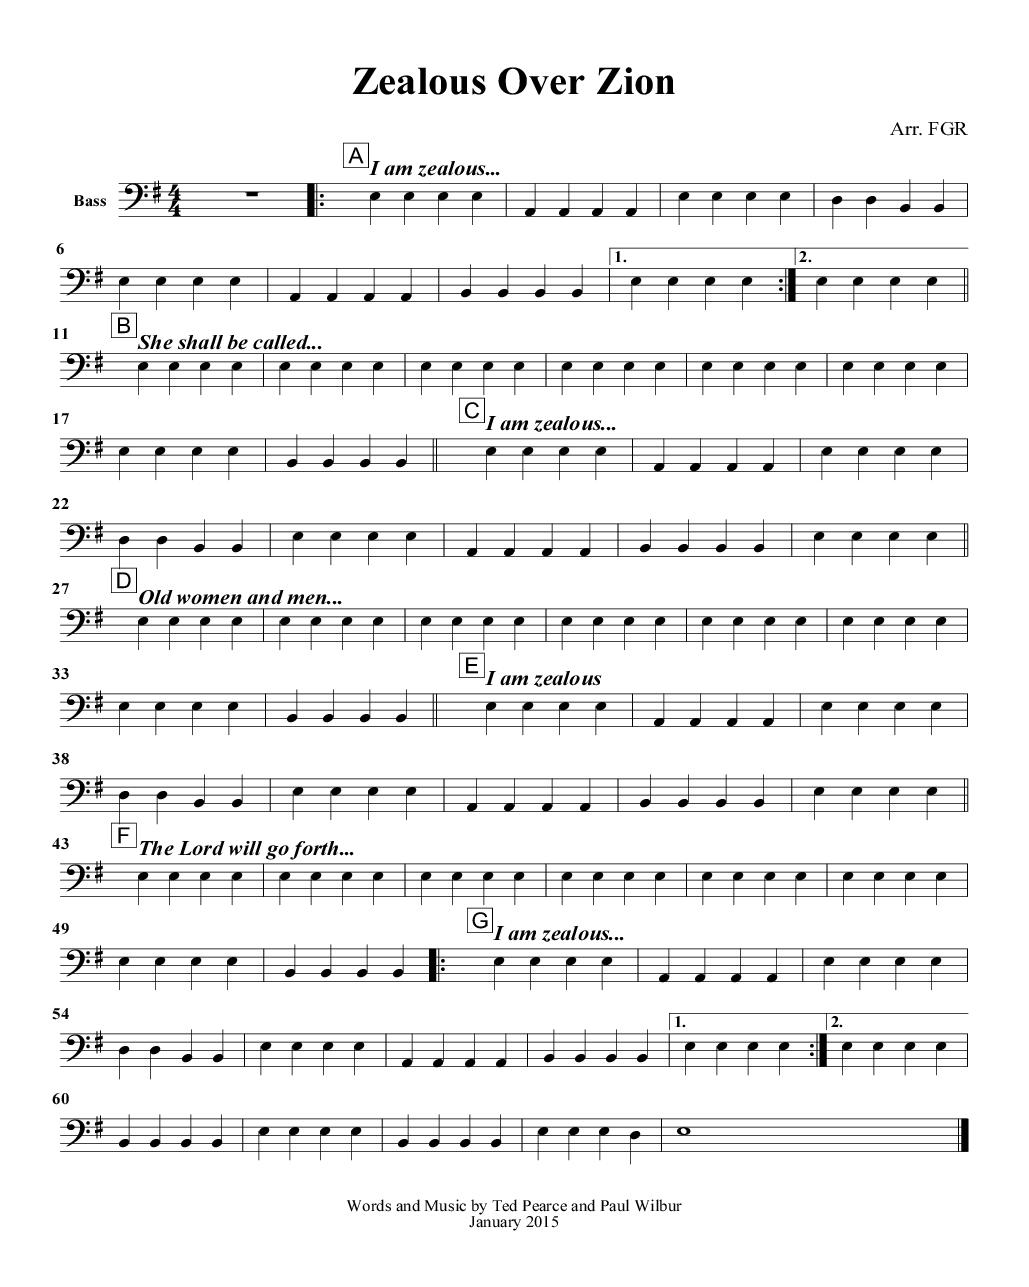 Zealous Over Zion
Arr. FGR
A
I am zealous...
Bass
4
4
6
1.
2.
B
11
She shall be called...
17
C
I am zealous...
22
D
27
Old women and men...
33
E
I am zealous
38
F
43
The Lord will go forth...
49
G
I am zealous...
54
1.
2.
60
Words and Music by Ted Pearce and Paul Wilbur
January 2015